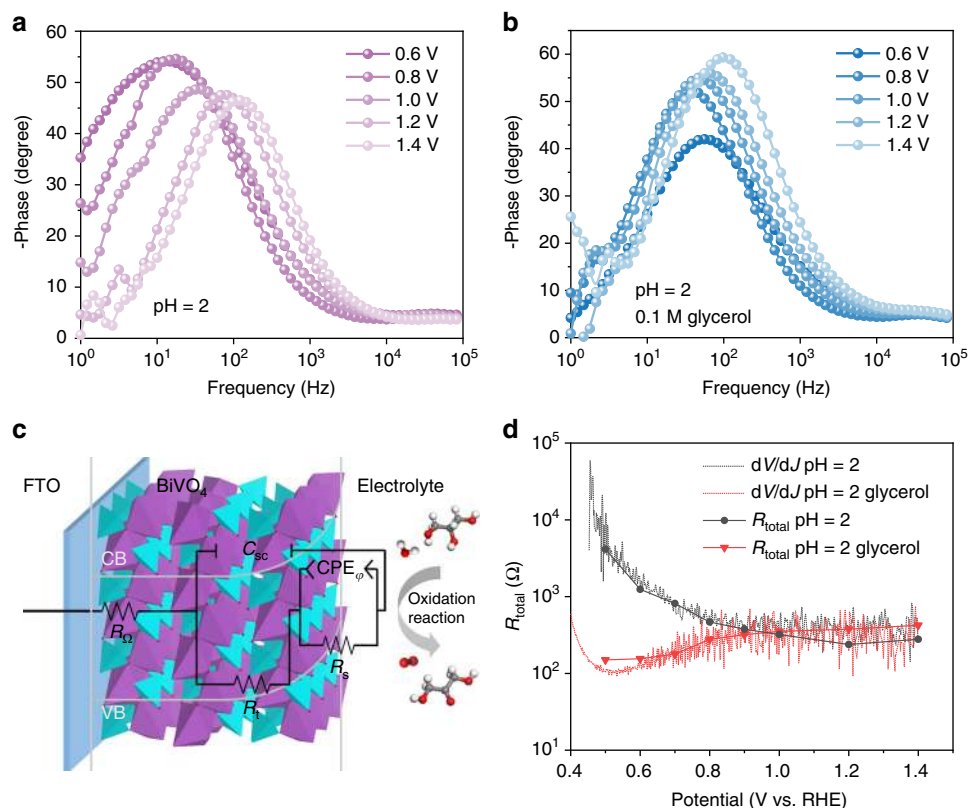 a
60
50
40
30
20
10
0
-Phase (degree)
0.6 V
0.8 V
1.0 V
1.2 V
1.4 V
pH = 2
10⁰
10¹
10²
10³
10⁴
10⁵
Frequency (Hz)
b
60
50
40
30
20
10
0
-Phase (degree)
0.6 V
0.8 V
1.0 V
1.2 V
1.4 V
pH = 2
0.1 M glycerol
10⁰
10¹
10²
10³
10⁴
10⁵
Frequency (Hz)
c
FTO
BiVO₄
Electrolyte
CB
C_sc
CPE_φ
Oxidation
reaction
R_Ω
R_s
R_t
VB
d
10⁵
10⁴
10³
10²
10¹
R_total (Ω)
dV/dJ pH = 2
dV/dJ pH = 2 glycerol
R_total pH = 2
R_total pH = 2 glycerol
0.4
0.6
0.8
1.0
1.2
1.4
Potential (V vs. RHE)